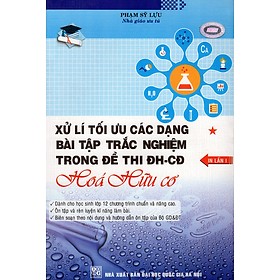 PHẠM SỸ LỰU
Nhà giáo ưu tú
XỬ LÍ TỐI ƯU CÁC DẠNG
BÀI TẬP TRẮC NGHIỆM
TRONG ĐỀ THI ĐH-CĐ
IN LẦN 1
Hoá Hữu cơ
Dành cho học sinh lớp 12 chương trình chuẩn và nâng cao.
Ôn tập và rèn luyện kĩ năng làm bài.
Biên soạn theo nội dung và hướng dẫn ôn tập của Bộ GD&ĐT
NHÀ XUẤT BẢN ĐẠI HỌC QUỐC GIA HÀ NỘI